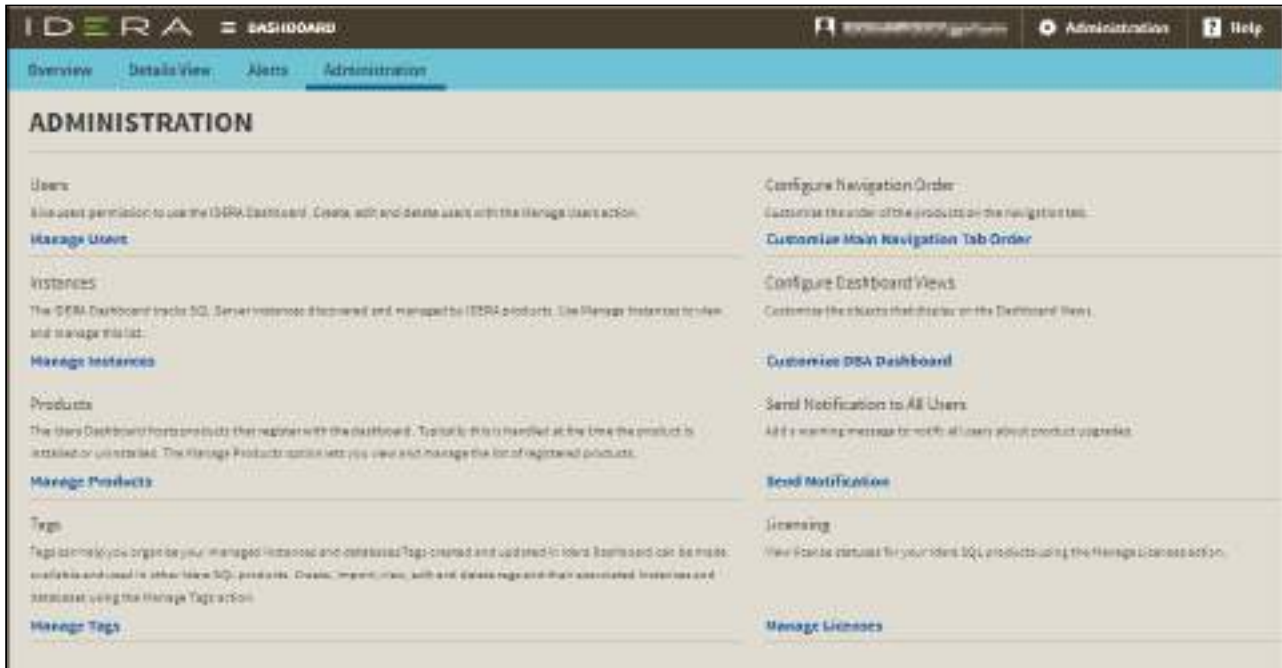 IDERA DASHBOARD
Administration
Help
Overview Details View Alerts Administration
ADMINISTRATION
Users
Give users permission to use the IDERA Dashboard. Create, edit and delete users with the Manage Users action.
Manage Users
Instances
The IDERA Dashboard tracks SQL Server instances discovered and managed by IDERA products. Use Manage Instances to view
and manage this list.
Manage Instances
Products
The Idera Dashboard hosts products that register with the dashboard. Typically this is handled at the time the product is
installed or uninstalled. The Manage Products option lets you view and manage the list of registered products.
Manage Products
Tags
Tags can help you organize your managed instances and databases. Tags created and updated in Idera Dashboard can be made
available and used in other Idera SQL products. Create, import, view, edit and delete tags and their associated instances and
databases using the Manage Tags action.
Manage Tags
Configure Navigation Order
Customize the order of the products on the navigation tab.
Customize Main Navigation Tab Order
Configure Dashboard Views
Customize the objects that display on the Dashboard Views.
Customize DBA Dashboard
Send Notification to All Users
Add a warning message to notify all users about product upgrades.
Send Notification
Licensing
View license statuses for your Idera SQL products using the Manage Licenses action.
Manage Licenses